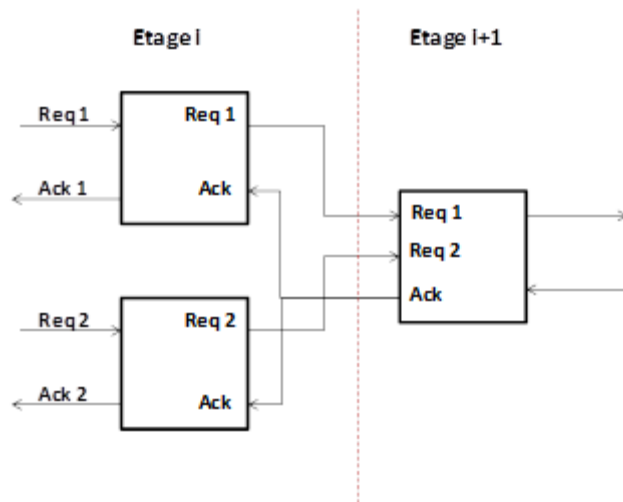 Etage i
Etage i+1
Req 1
Req 1
Ack 1
Ack
Req 1
Req 2
Ack
Req 2
Req 2
Ack 2
Ack